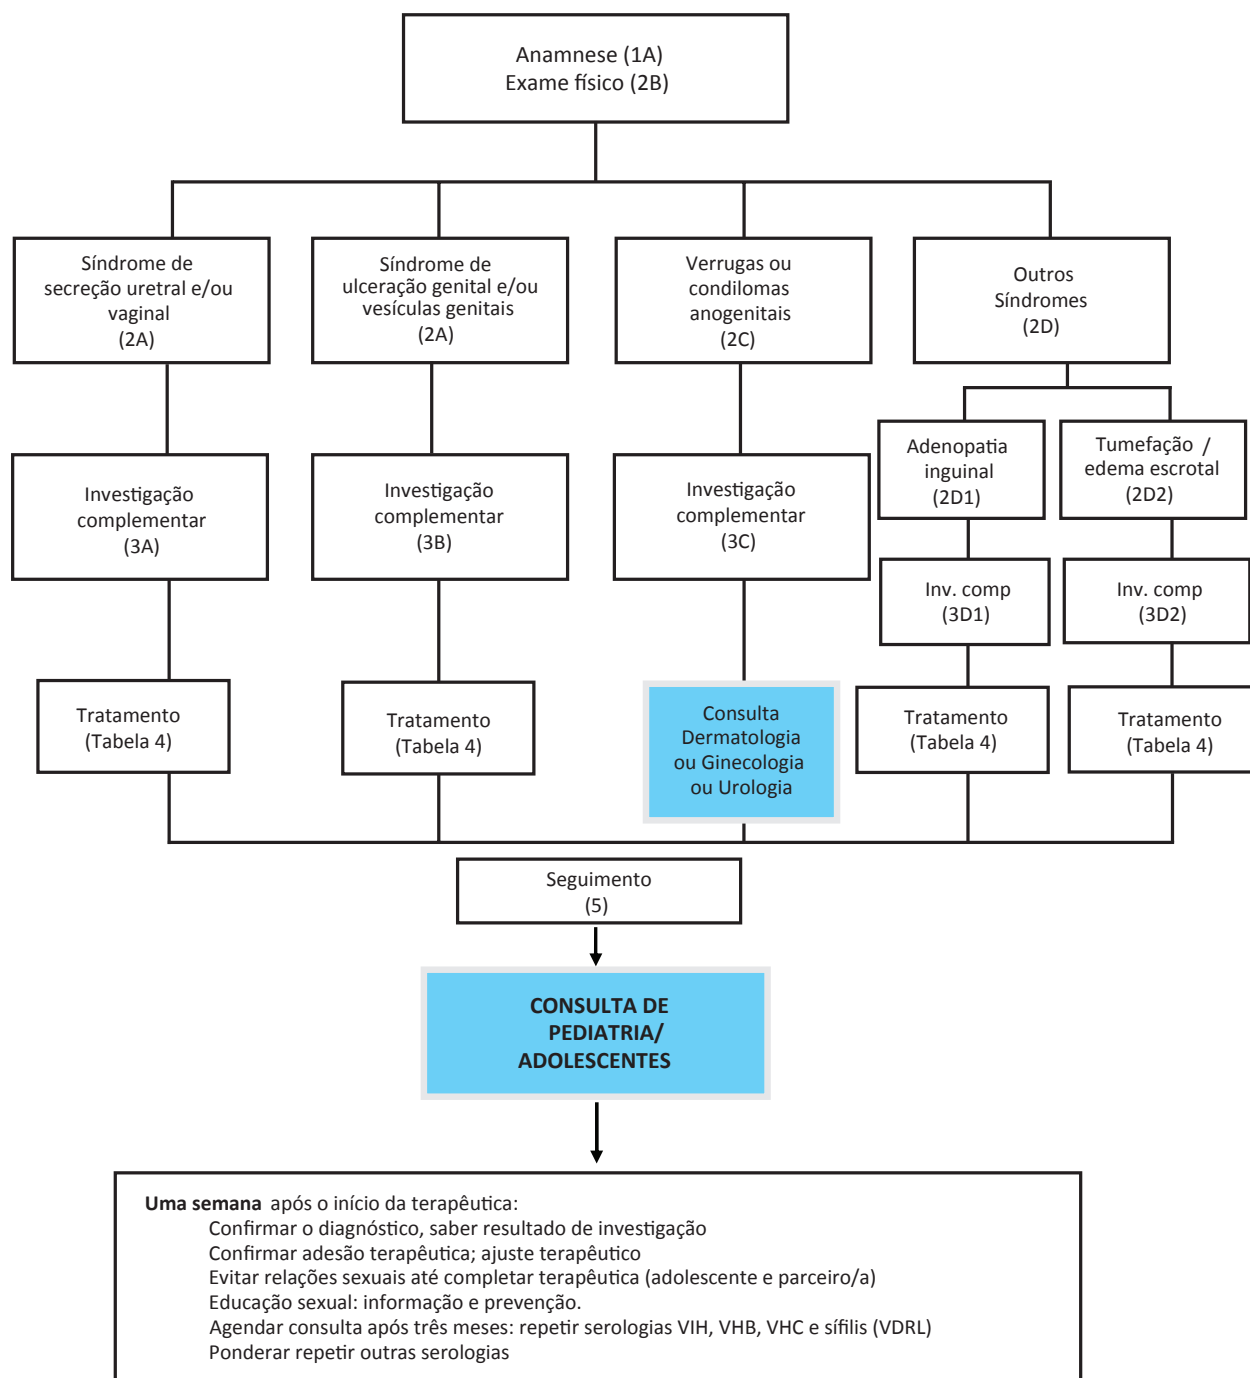 Anamnese (1A)
Exame físico (2B)
Síndrome de
secreção uretral e/ou
vaginal
(2A)
Síndrome de
ulceração genital e/ou
vesículas genitais
(2A)
Verrugas ou
condilomas
anogenitais
(2C)
Outros
Síndromes
(2D)
Adenopatia
inguinal
(2D1)
Tumefação /
edema escrotal
(2D2)
Investigação
complementar
(3A)
Investigação
complementar
(3B)
Investigação
complementar
(3C)
Inv. comp
(3D1)
Inv. comp
(3D2)
Tratamento
(Tabela 4)
Tratamento
(Tabela 4)
Consulta
Dermatologia
ou Ginecologia
ou Urologia
Tratamento
(Tabela 4)
Tratamento
(Tabela 4)
Seguimento
(5)
CONSULTA DE
PEDIATRIA/
ADOLESCENTES
Uma semana após o início da terapêutica:
Confirmar o diagnóstico, saber resultado de investigação
Confirmar adesão terapêutica; ajuste terapêutico
Evitar relações sexuais até completar terapêutica (adolescente e parceiro/a)
Educação sexual: informação e prevenção.
Agendar consulta após três meses: repetir serologias VIH, VHB, VHC e sífilis (VDRL)
Ponderar repetir outras serologias